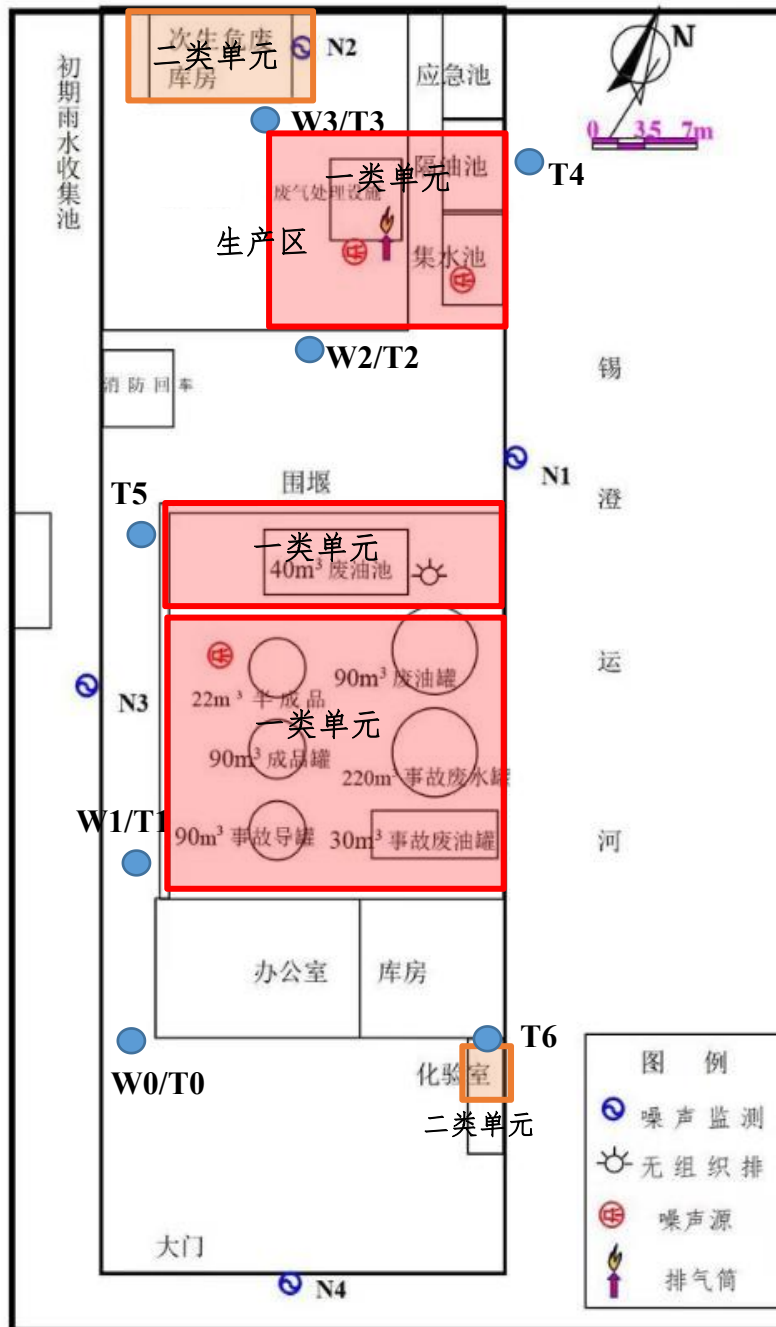 次生危废
二类单元
库房
N2
N
初期雨水收集池
应急池
0 3.5 7m
W3/T3
T4
隔油池
一类单元
废气处理设施
生产区
集水池
W2/T2
消防回车
锡澄运河
N1
围堰
T5
一类单元
40m³ 废油池
90m³ 废油罐
22m³ 半成品
N3
一类单元
90m³ 成品罐
220m³ 事故废水罐
W1/T1
90m³ 事故导罐
30m³ 事故废油罐
办公室
库房
T6
W0/T0
化验室
二类单元
大门
N4
图 例
噪声监测
无组织排
噪声源
排气筒